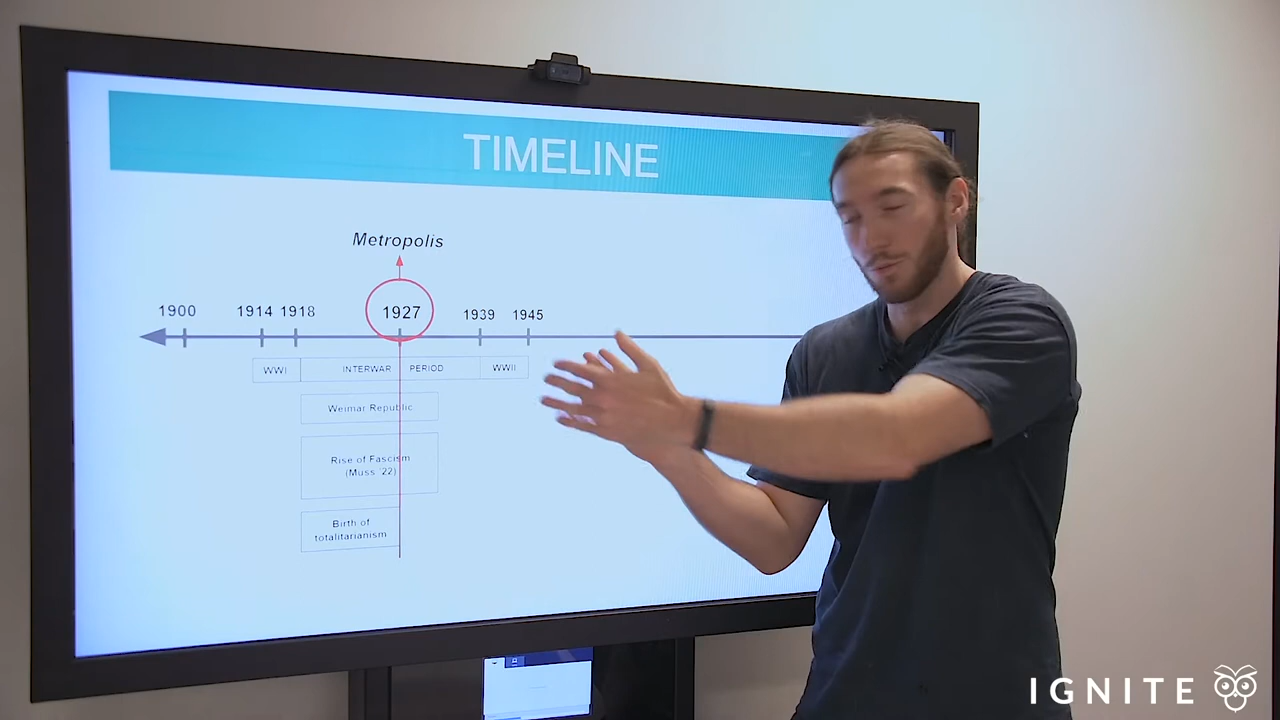 TIMELINE
Metropolis
1900 1914 1918 1927 1939 1945
WWI INTERWAR PERIOD WWII
Weimar Republic
Rise of Fascism
(Muss '22)
Birth of
totalitarianism
IGNITE